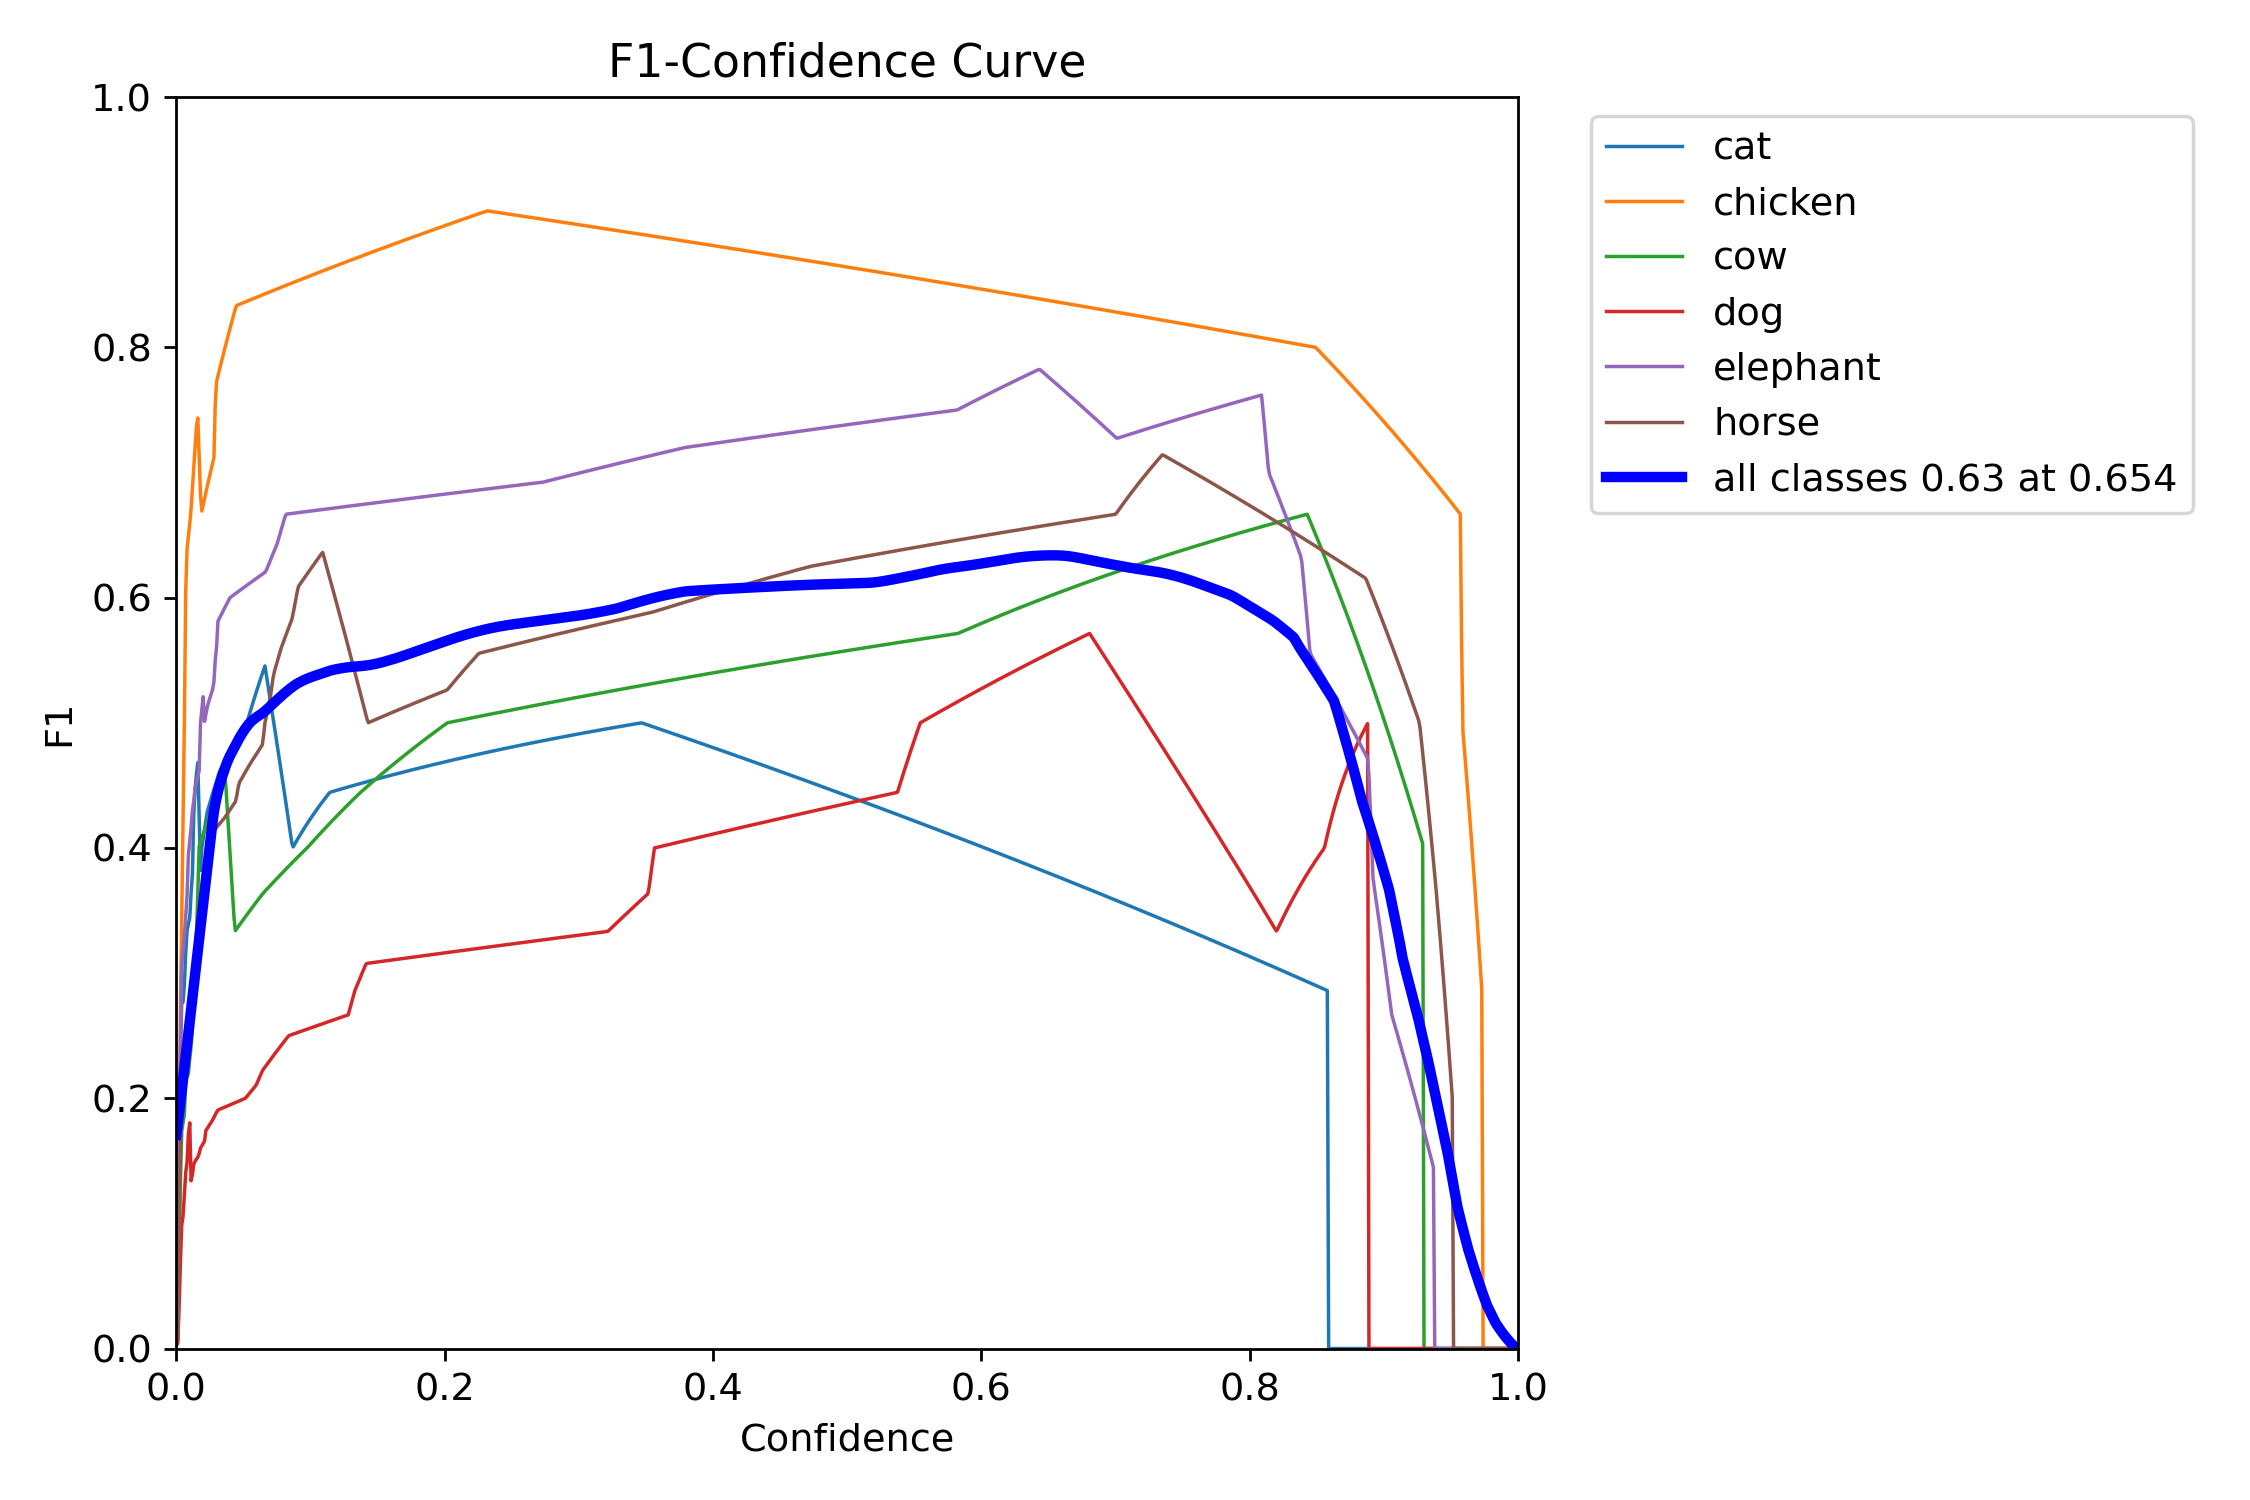 F1-Confidence Curve
1.0
0.8
0.6
0.4
0.2
0.0
F1
0.0 0.2 0.4 0.6 0.8 1.0
Confidence
cat
chicken
cow
dog
elephant
horse
all classes 0.63 at 0.654